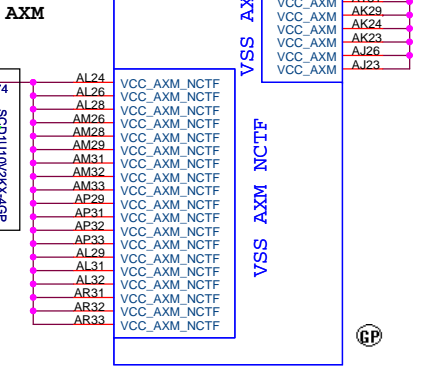 AXM
VCC_AXM
VCC_AXM AK29
VCC_AXM AK24
VCC_AXM AK23
VCC_AXM AJ26
VCC_AXM AJ23
VSS AX
AL24 VCC_AXM_NCTF
AL26 VCC_AXM_NCTF
AL28 VCC_AXM_NCTF
AM26 VCC_AXM_NCTF
AM28 VCC_AXM_NCTF
AM29 VCC_AXM_NCTF
AM31 VCC_AXM_NCTF
AM32 VCC_AXM_NCTF
AM33 VCC_AXM_NCTF
AP29 VCC_AXM_NCTF
AP31 VCC_AXM_NCTF
AP32 VCC_AXM_NCTF
AP33 VCC_AXM_NCTF
AL29 VCC_AXM_NCTF
AL31 VCC_AXM_NCTF
AL32 VCC_AXM_NCTF
AR31 VCC_AXM_NCTF
AR32 VCC_AXM_NCTF
AR33 VCC_AXM_NCTF
VSS AXM NCTF
SCD1U10V2KX-4GP
GP